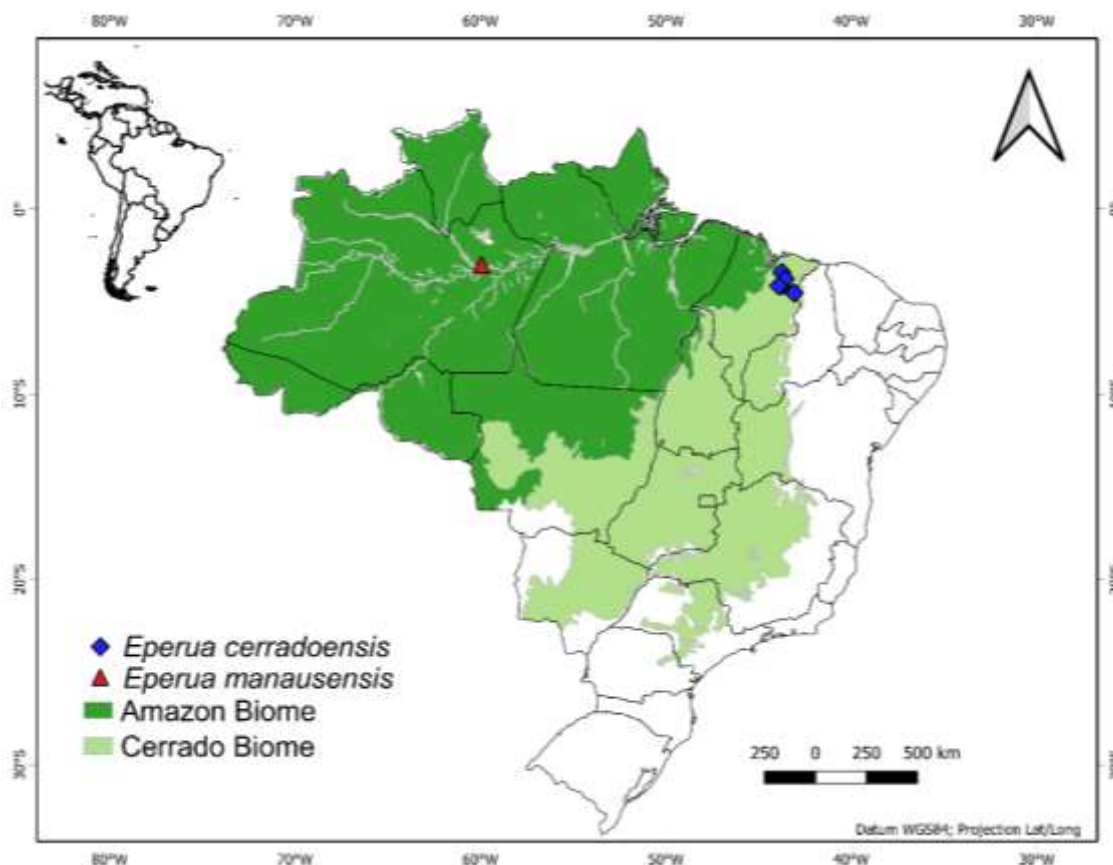 80°W 70°W 60°W 50°W 40°W 30°W
0°
10°S
20°S
30°S
Eperua cerradoensis
Eperua manausensis
Amazon Biome
Cerrado Biome
250 0 250 500 km
Datum WGS84; Projection Lat/Long
80°W 70°W 60°W 50°W 40°W 30°W